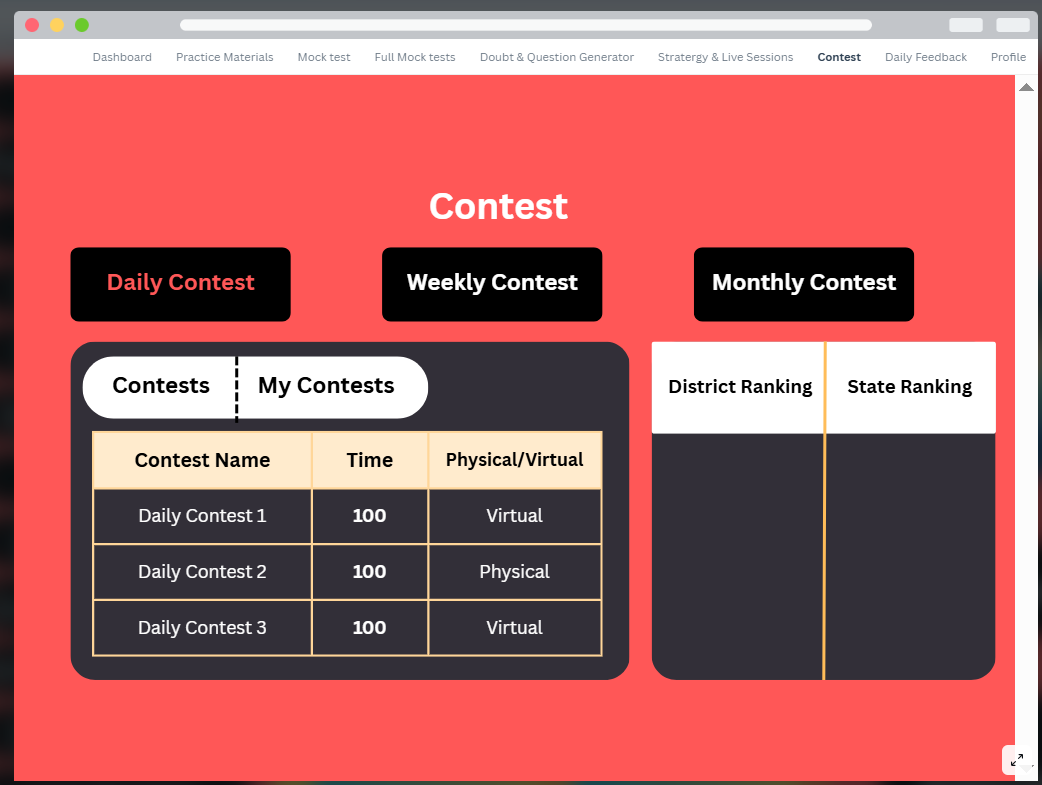 Dashboard Practice Materials Mock test Full Mock tests Doubt & Question Generator Stratergy & Live Sessions Contest Daily Feedback Profile
Contest
Daily Contest Weekly Contest Monthly Contest
Contests My Contests
District Ranking State Ranking
Contest Name Time Physical/Virtual
Daily Contest 1 100 Virtual
Daily Contest 2 100 Physical
Daily Contest 3 100 Virtual